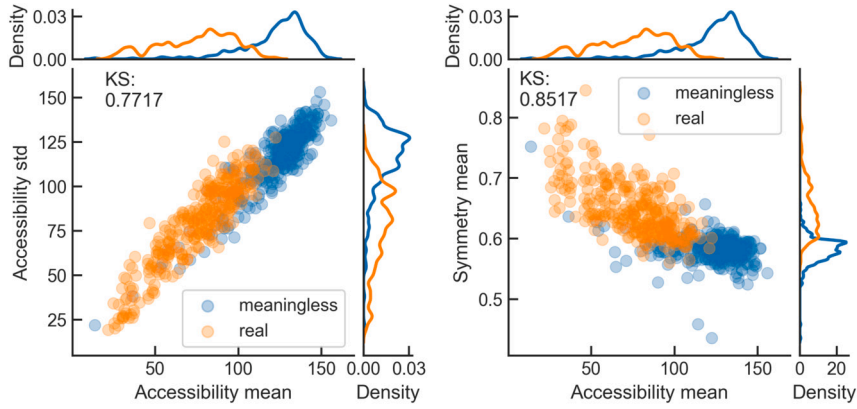 Density
0.03
0.00
KS:
0.7717
Accessibility std
150
125
100
75
50
25
meaningless
real
50 100 150
Accessibility mean
0.00 0.03
Density
Density
0.03
0.00
KS:
0.8517
meaningless
real
Symmetry mean
0.8
0.7
0.6
0.5
50 100 150
Accessibility mean
0 20
Density